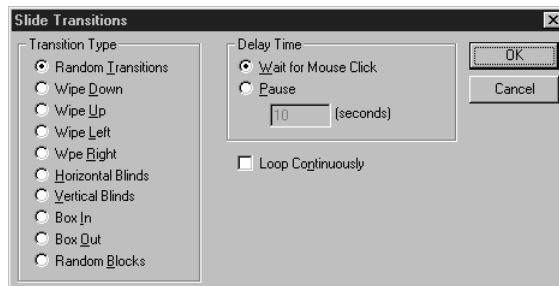 Slide Transitions
Transition Type
Random Transitions
Wipe Down
Wipe Up
Wipe Left
Wpe Right
Horizontal Blinds
Vertical Blinds
Box In
Box Out
Random Blocks
Delay Time
Wait for Mouse Click
Pause
10 (seconds)
Loop Continuously
OK
Cancel